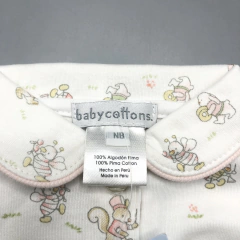 babycottons.
NB
100% Algodón Pima
100% Pima Cotton
Hecho en Perú
Made in Peru